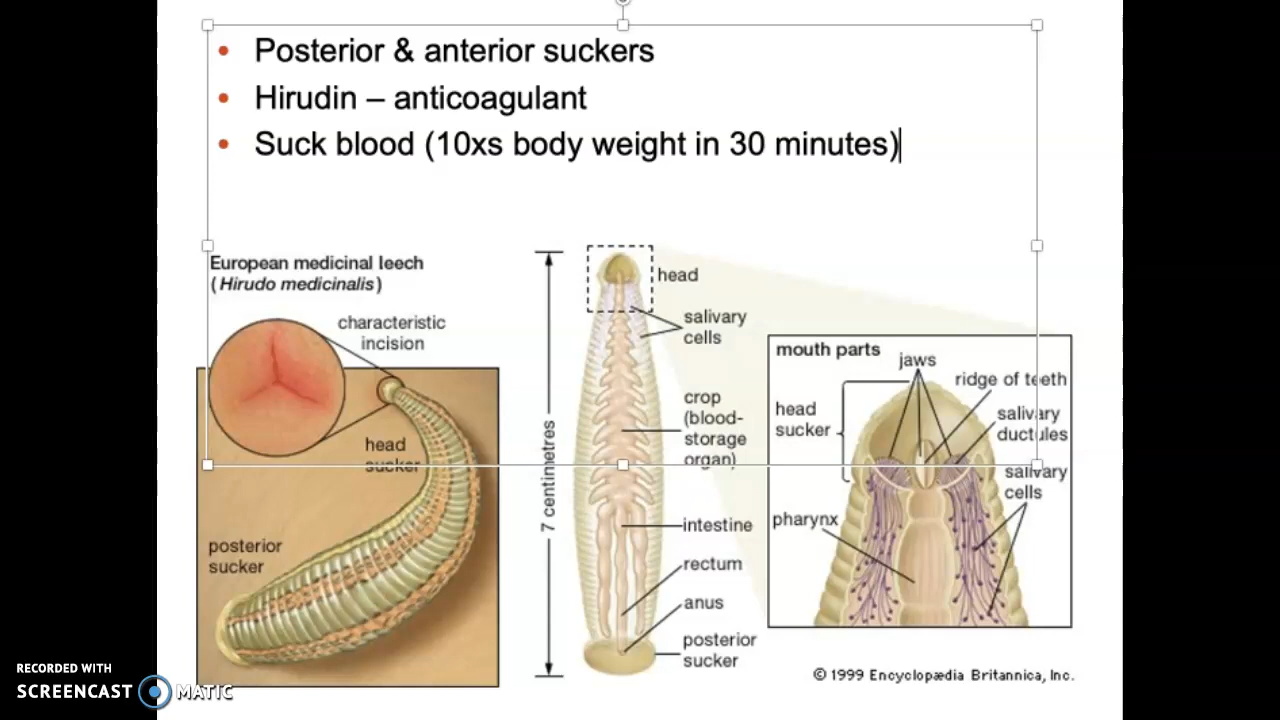 Posterior & anterior suckers
Hirudin – anticoagulant
Suck blood (10xs body weight in 30 minutes)
European medicinal leech
(Hirudo medicinalis)
characteristic
incision
head
sucker
posterior
sucker
7 centimetres
head
salivary
cells
crop
(blood-
storage
organ)
intestine
rectum
anus
posterior
sucker
mouth parts
jaws
ridge of teeth
head
sucker
salivary
ductules
salivary
cells
pharynx
© 1999 Encyclopædia Britannica, Inc.
RECORDED WITH
SCREENCAST MATIC